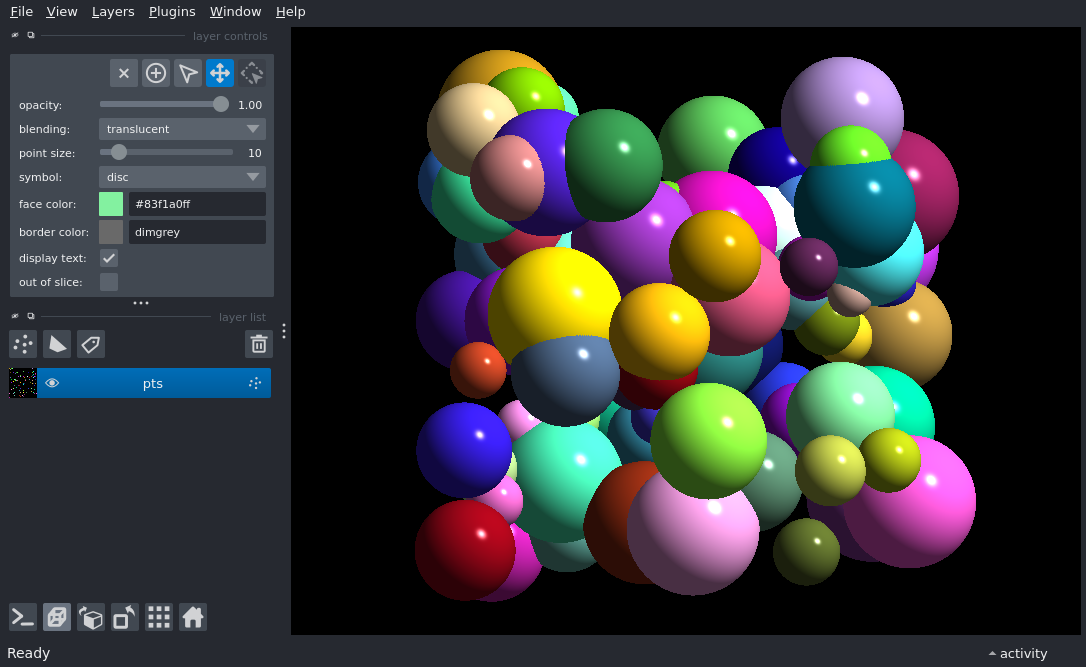 File View Layers Plugins Window Help
layer controls
opacity: 1.00
blending: translucent
point size: 10
symbol: disc
face color: #83f1a0ff
border color: dimgrey
display text:
out of slice:
layer list
pts
Ready
activity